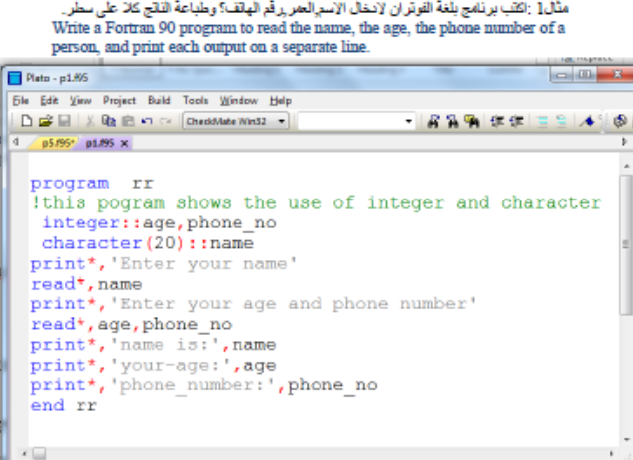 مثال1 :اكتب برنامج بلغة الفوتران لادخال الاسم,العمر,رقم الهاتف؟ وطباعة الناتج كلا على سطر.
Write a Fortran 90 program to read the name, the age, the phone number of a
person, and print each output on a separate line.
Plato - p1.f95
File Edit View Project Build Tools Window Help
CheckMate Win32
p5.f95* p1.f95 ×
program rr
!this pogram shows the use of integer and character
integer::age,phone_no
character(20)::name
print*,'Enter your name'
read*,name
print*,'Enter your age and phone number'
read*,age,phone_no
print*,'name is:',name
print*,'your-age:',age
print*,'phone_number:',phone_no
end rr